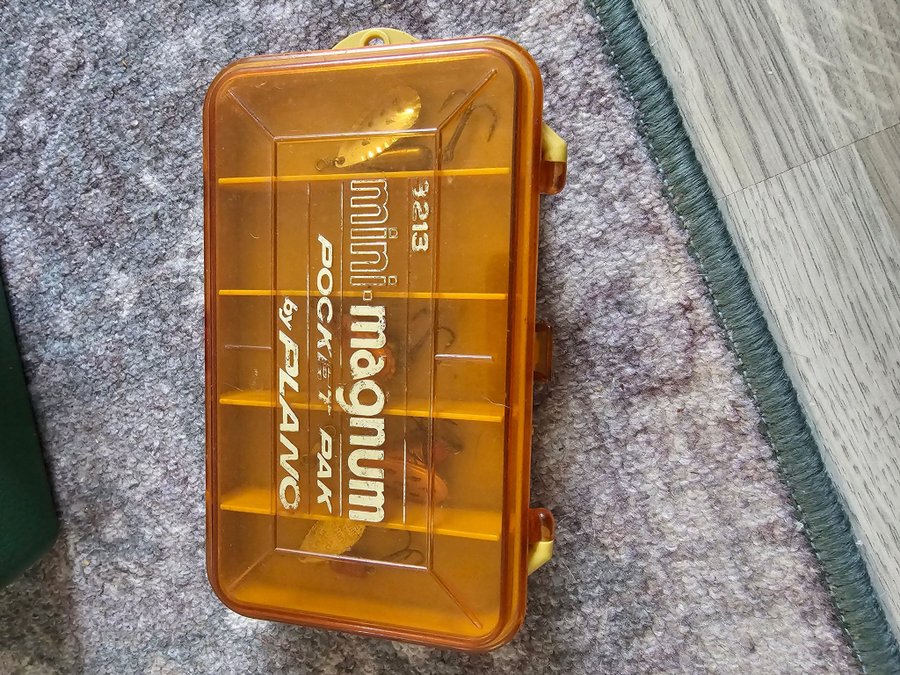 3213
mini-magnum
POCKET PAK
by PLANO